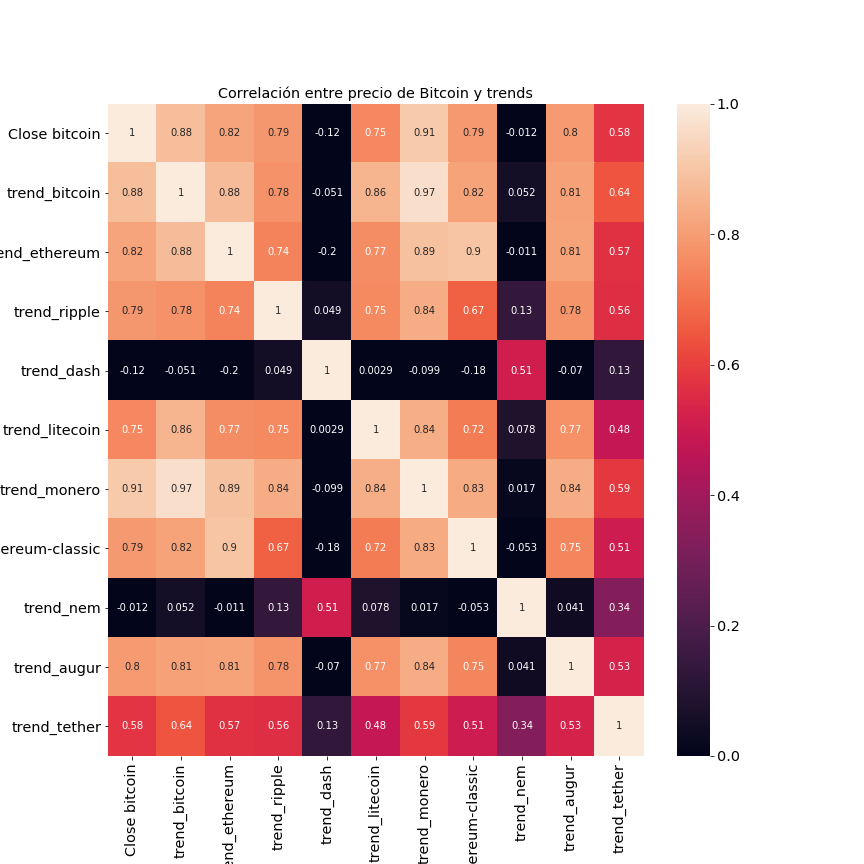 Correlación entre precio de Bitcoin y trends
Close bitcoin 1 0.88 0.82 0.79 -0.12 0.75 0.91 0.79 -0.012 0.8 0.58
trend_bitcoin 0.88 1 0.88 0.78 -0.051 0.86 0.97 0.82 0.052 0.81 0.64
end_ethereum 0.82 0.88 1 0.74 -0.2 0.77 0.89 0.9 -0.011 0.81 0.57
trend_ripple 0.79 0.78 0.74 1 0.049 0.75 0.84 0.67 0.13 0.78 0.56
trend_dash -0.12 -0.051 -0.2 0.049 1 0.0029 -0.099 -0.18 0.51 -0.07 0.13
trend_litecoin 0.75 0.86 0.77 0.75 0.0029 1 0.84 0.72 0.078 0.77 0.48
trend_monero 0.91 0.97 0.89 0.84 -0.099 0.84 1 0.83 0.017 0.84 0.59
ereum-classic 0.79 0.82 0.9 0.67 -0.18 0.72 0.83 1 -0.053 0.75 0.51
trend_nem -0.012 0.052 -0.011 0.13 0.51 0.078 0.017 -0.053 1 0.041 0.34
trend_augur 0.8 0.81 0.81 0.78 -0.07 0.77 0.84 0.75 0.041 1 0.53
trend_tether 0.58 0.64 0.57 0.56 0.13 0.48 0.59 0.51 0.34 0.53 1
Close bitcoin
trend_bitcoin
end_ethereum
trend_ripple
trend_dash
trend_litecoin
trend_monero
ereum-classic
trend_nem
trend_augur
trend_tether
1.0
0.8
0.6
0.4
0.2
0.0